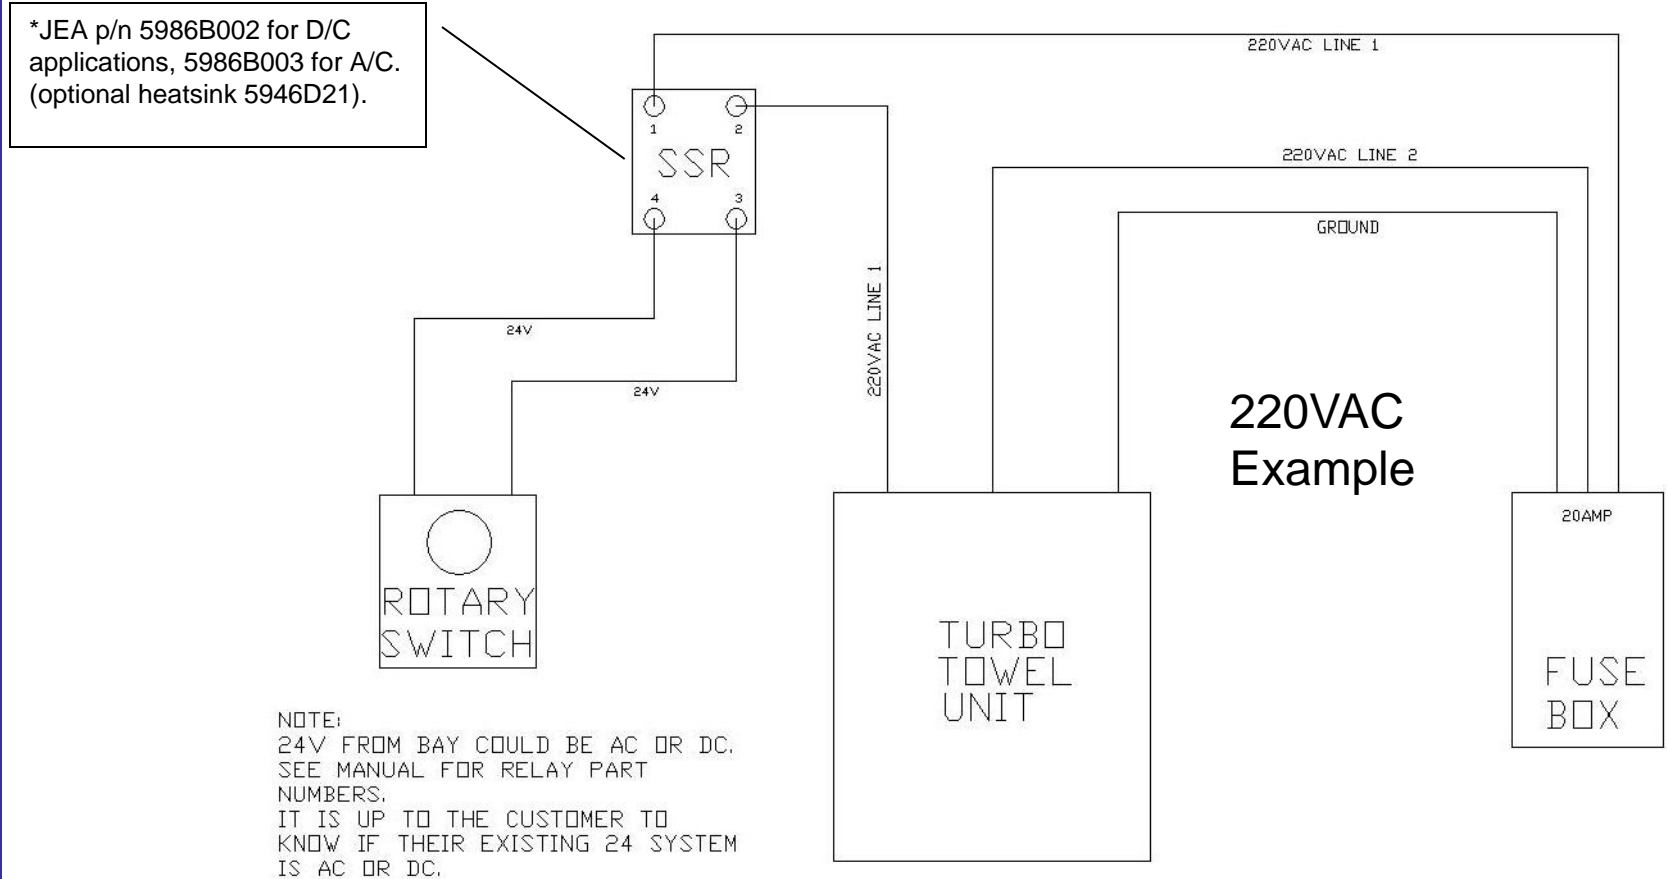 *JEA p/n 5986B002 for D/C
applications, 5986B003 for A/C.
(optional heatsink 5946D21).
220VAC LINE 1
1
2
SSR
4
3
220VAC LINE 2
GROUND
220VAC LINE 1
24V
24V
220VAC
Example
20AMP
ROTARY
SWITCH
TURBO
TOWEL
UNIT
FUSE
BOX
NOTE:
24V FROM BAY COULD BE AC OR DC.
SEE MANUAL FOR RELAY PART
NUMBERS.
IT IS UP TO THE CUSTOMER TO
KNOW IF THEIR EXISTING 24 SYSTEM
IS AC OR DC.